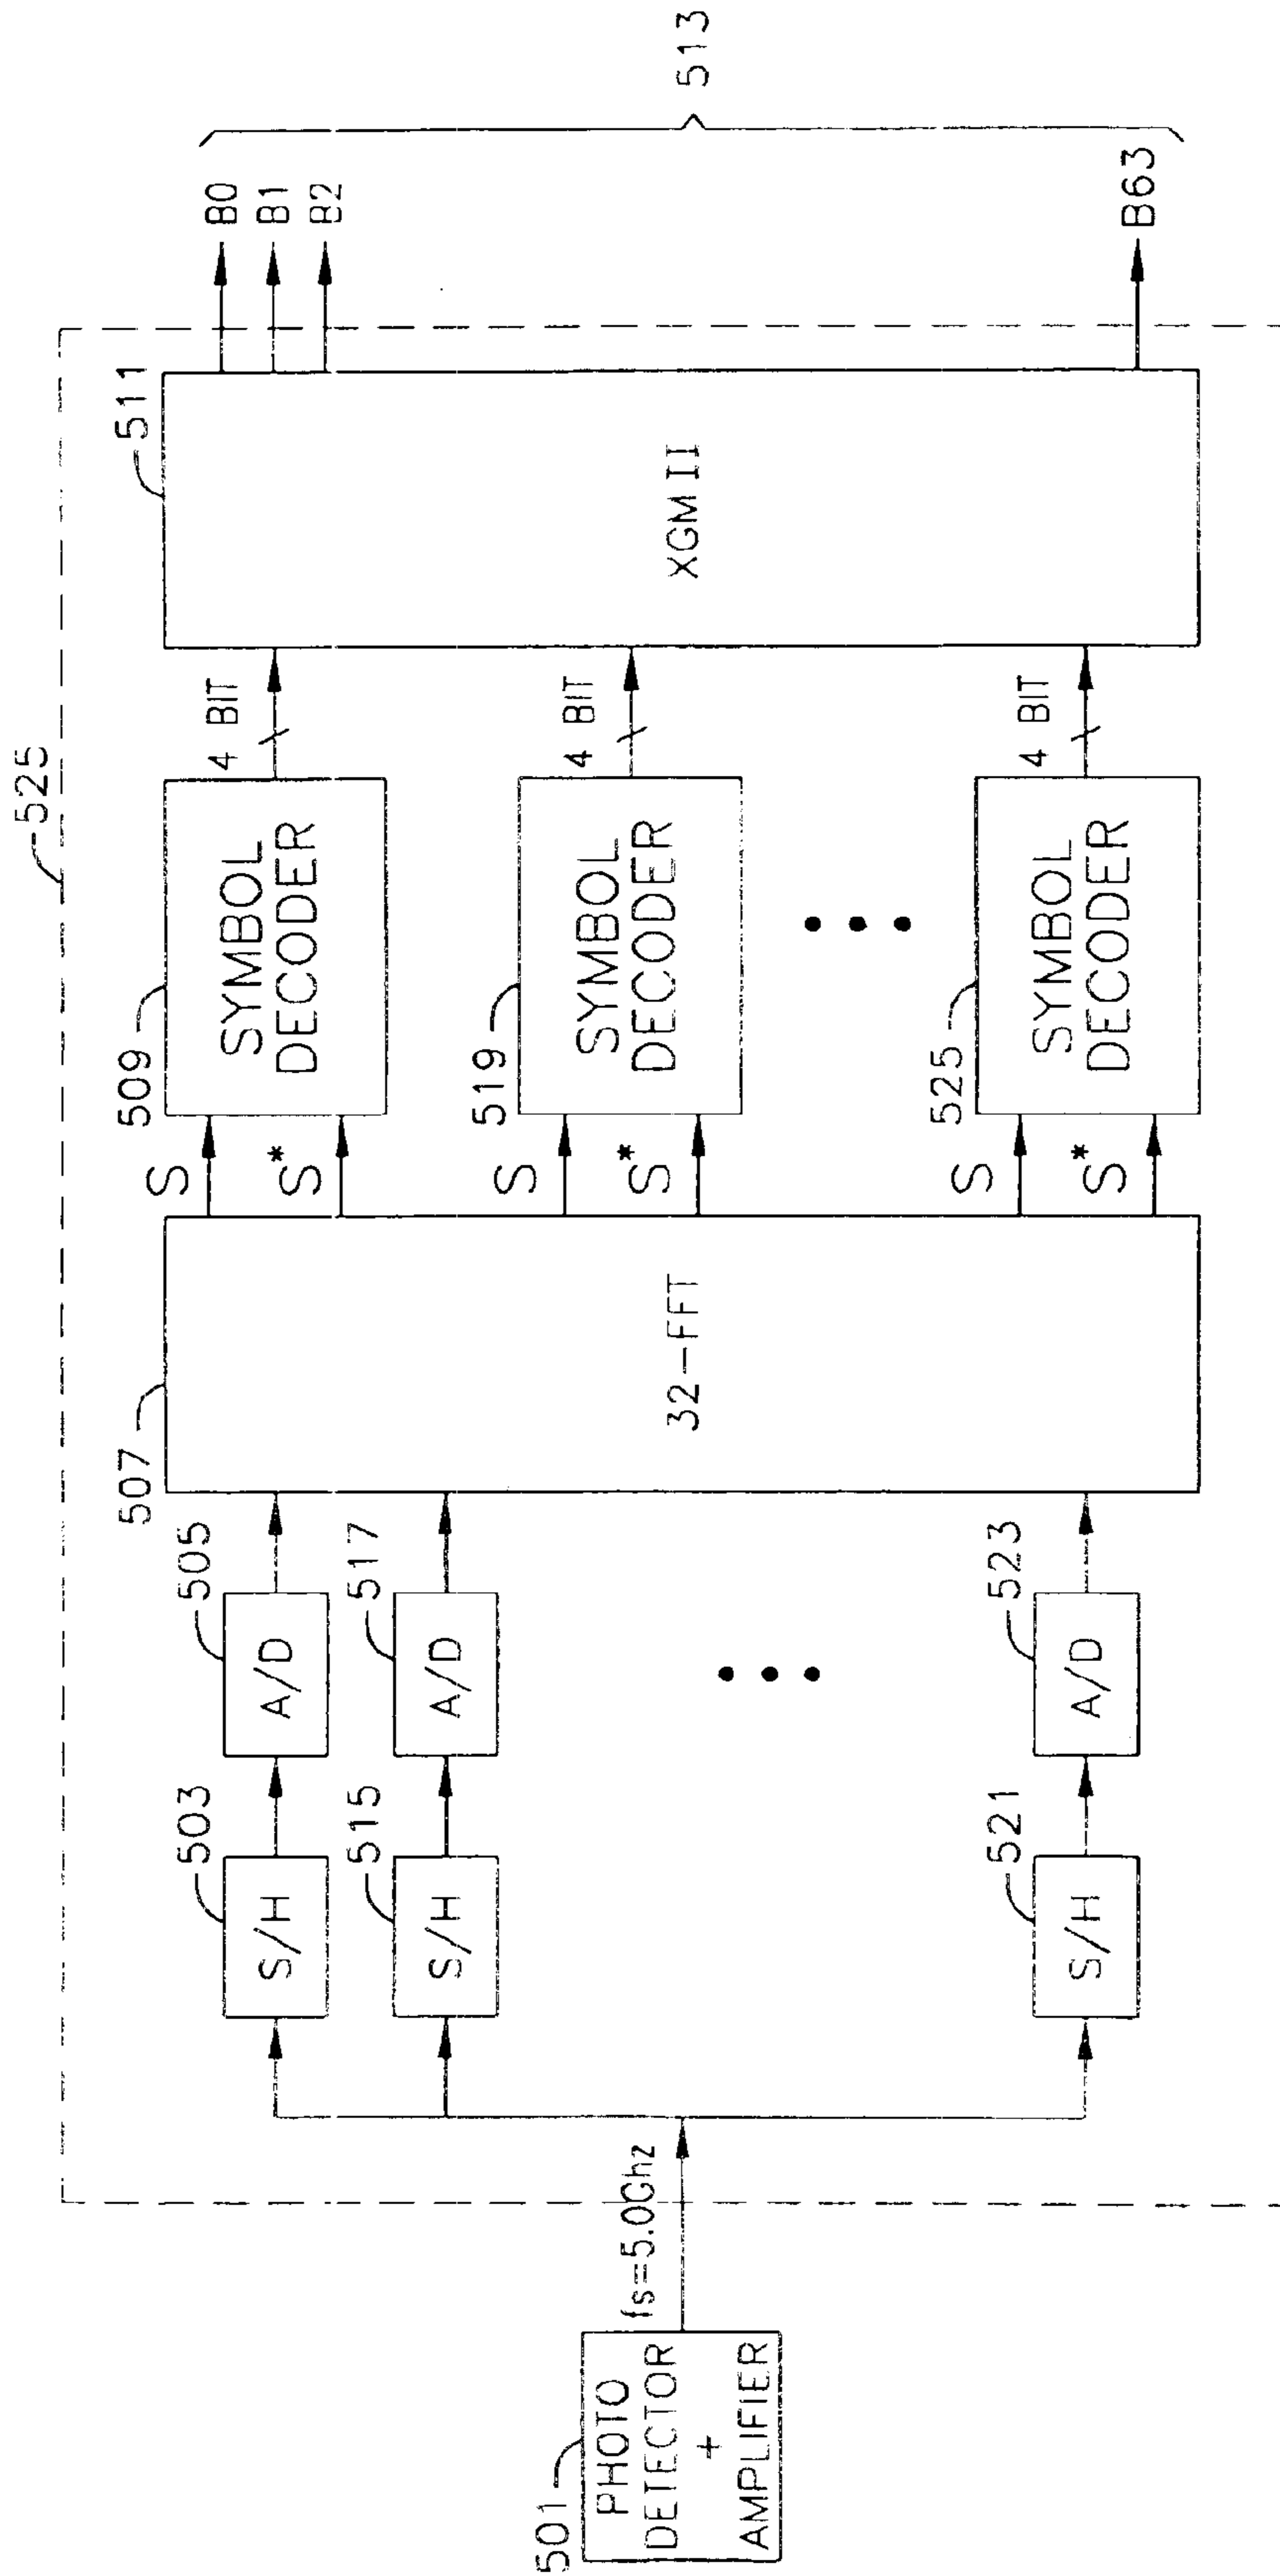 525
501
PHOTO
DETECTOR
+
AMPLIFIER
fs=5.0Ghz
503
S/H
505
A/D
515
S/H
517
A/D
521
S/H
523
A/D
507
32-FFT
S
S*
509
SYMBOL
DECODER
4 BIT
S
S*
519
SYMBOL
DECODER
4 BIT
S
S*
525
SYMBOL
DECODER
4 BIT
511
XGM II
B0
B1
B2
B63
513